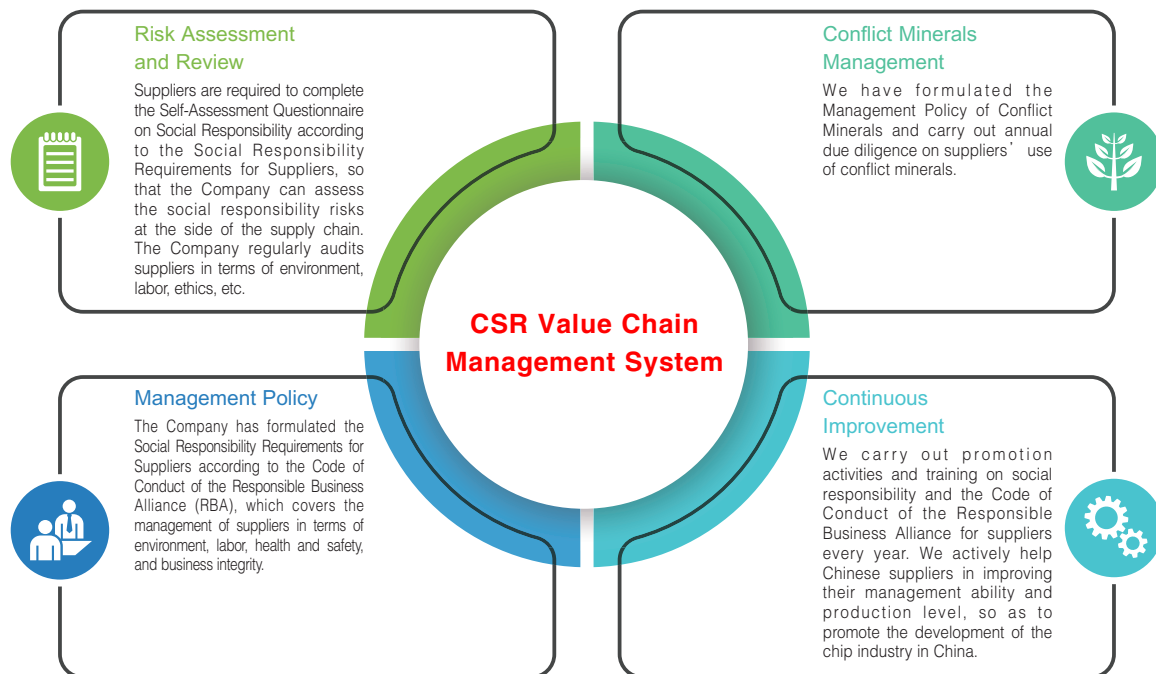 Risk Assessment
and Review
Suppliers are required to complete
the Self-Assessment Questionnaire
on Social Responsibility according
to the Social Responsibility
Requirements for Suppliers, so
that the Company can assess
the social responsibility risks
at the side of the supply chain.
The Company regularly audits
suppliers in terms of environment,
labor, ethics, etc.
Conflict Minerals
Management
We have formulated the
Management Policy of Conflict
Minerals and carry out annual
due diligence on suppliers’ use
of conflict minerals.
CSR Value Chain
Management System
Management Policy
The Company has formulated the
Social Responsibility Requirements for
Suppliers according to the Code of
Conduct of the Responsible Business
Alliance (RBA), which covers the
management of suppliers in terms of
environment, labor, health and safety,
and business integrity.
Continuous
Improvement
We carry out promotion
activities and training on social
responsibility and the Code of
Conduct of the Responsible
Business Alliance for suppliers
every year. We actively help
Chinese suppliers in improving
their management ability and
production level, so as to
promote the development of the
chip industry in China.